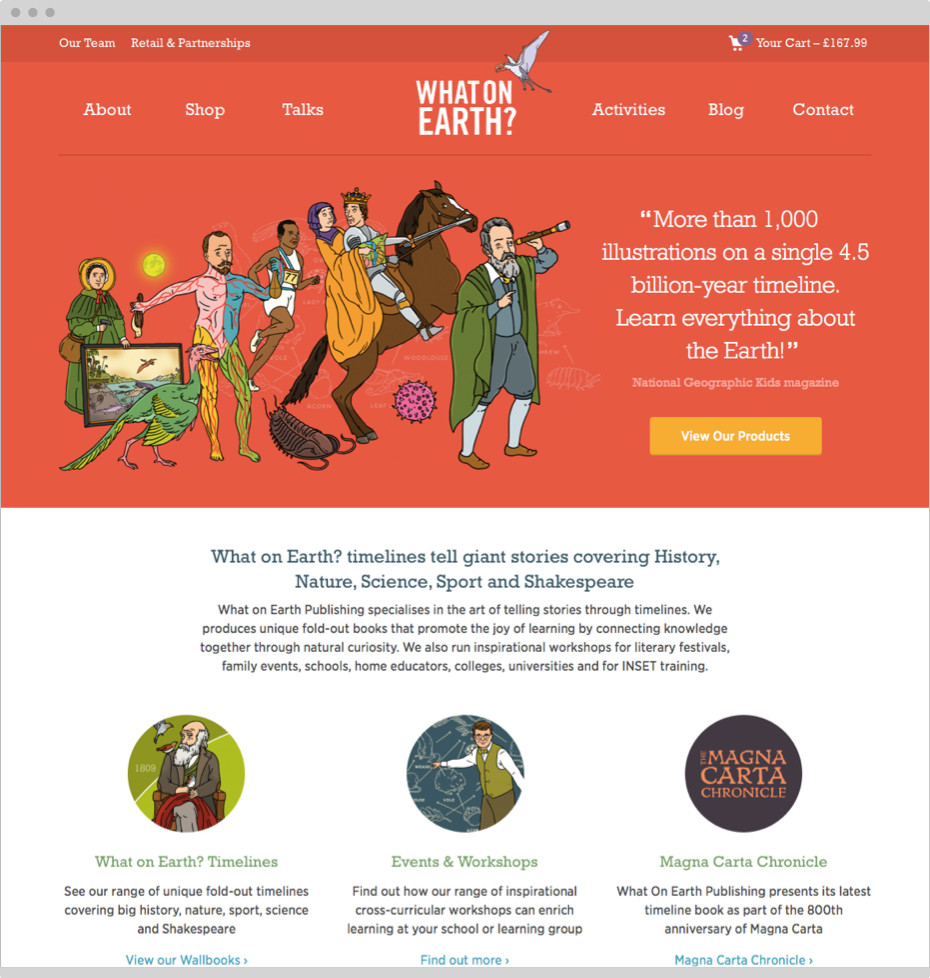 Our Team Retail & Partnerships
2 Your Cart – £167.99
About Shop Talks
WHAT ON
EARTH?
Activities Blog Contact
“More than 1,000
illustrations on a single 4.5
billion-year timeline.
Learn everything about
the Earth!”
National Geographic Kids magazine
View Our Products
77
LADY
VOLE
WOODLOUSE
ACORN
LEAF
SHREW
What on Earth? timelines tell giant stories covering History,
Nature, Science, Sport and Shakespeare
What on Earth Publishing specialises in the art of telling stories through timelines. We
produces unique fold-out books that promote the joy of learning by connecting knowledge
together through natural curiosity. We also run inspirational workshops for literary festivals,
family events, schools, home educators, colleges, universities and for INSET training.
1809
VOLE
THE
MAGNA
CARTA
CHRONICLE
What on Earth? Timelines
See our range of unique fold-out timelines
covering big history, nature, sport, science
and Shakespeare
View our Wallbooks ›
Events & Workshops
Find out how our range of inspirational
cross-curricular workshops can enrich
learning at your school or learning group
Find out more ›
Magna Carta Chronicle
What On Earth Publishing presents its latest
timeline book as part of the 800th
anniversary of Magna Carta
Magna Carta Chronicle ›